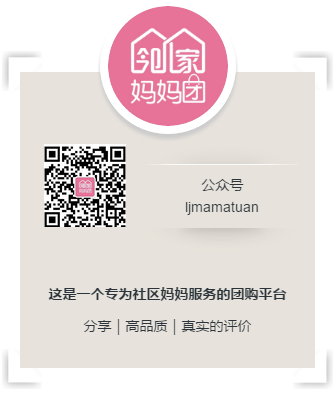 邻家
妈妈团
公众号
ljmamatuan
这是一个专为社区妈妈服务的团购平台
分享 | 高品质 | 真实的评价